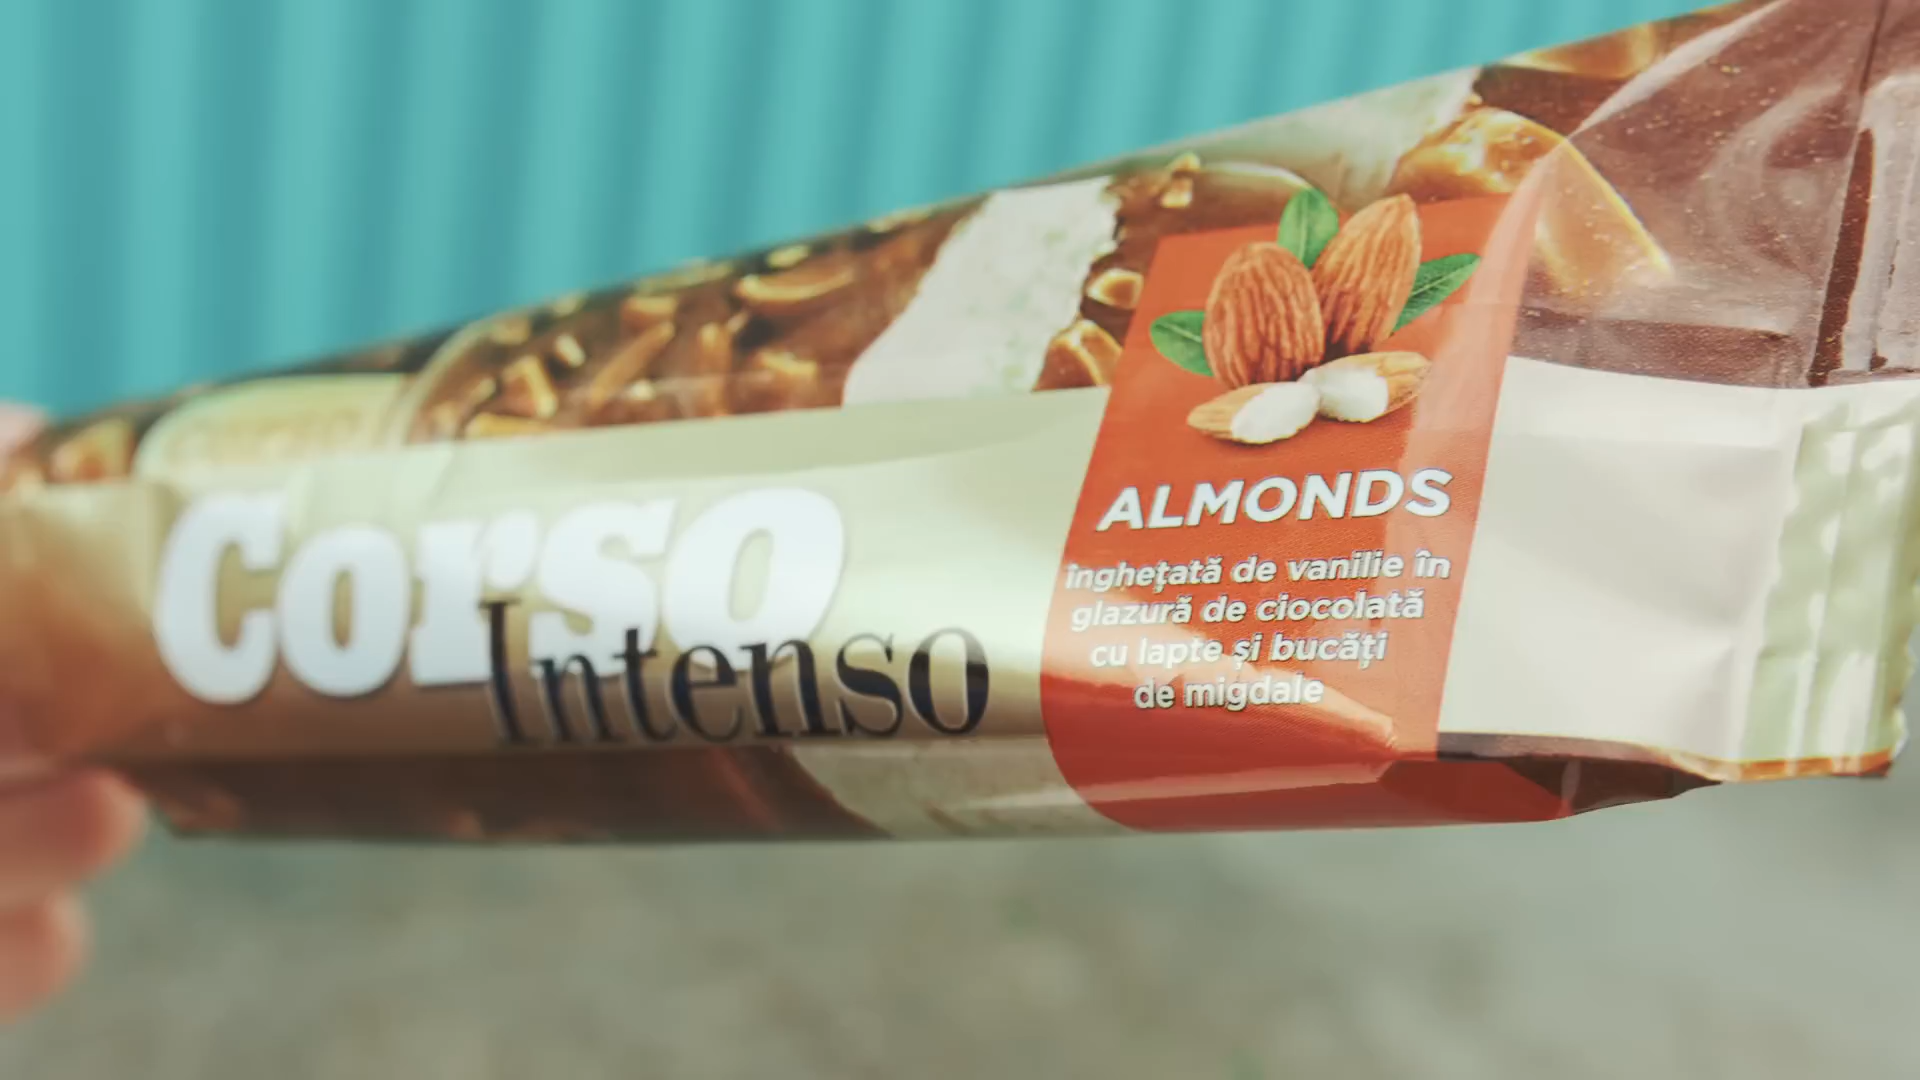 Corso
Intenso
ALMONDS
înghețată de vanilie în
glazură de ciocolată
cu lapte și bucăți
de migdale